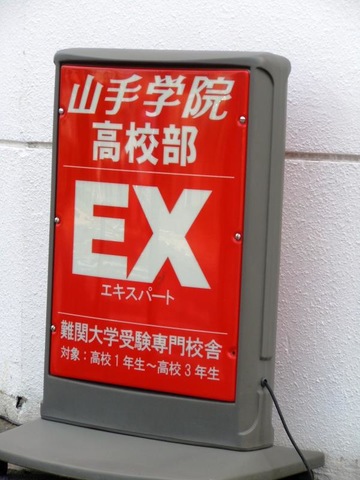 山手学院
高校部
EX
エキスパート
難関大学受験専門校舎
対象：高校1年生～高校3年生